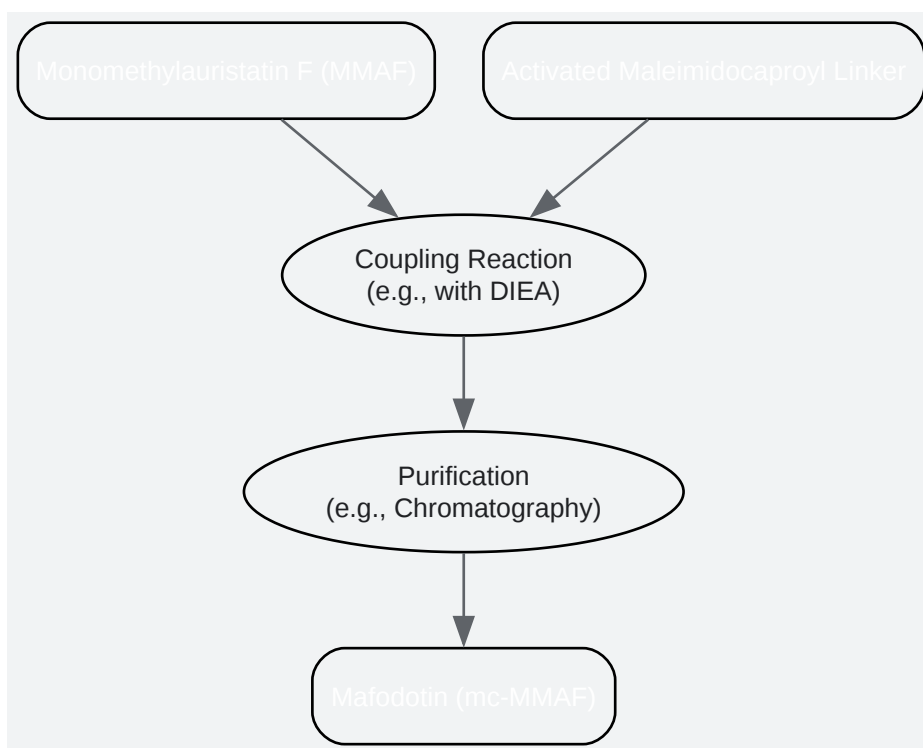 Monomethylauristatin F (MMAF)
Activated Maleimidocaproyl Linker
Coupling Reaction
(e.g., with DIEA)
Purification
(e.g., Chromatography)
Mafodotin (mc-MMAF)